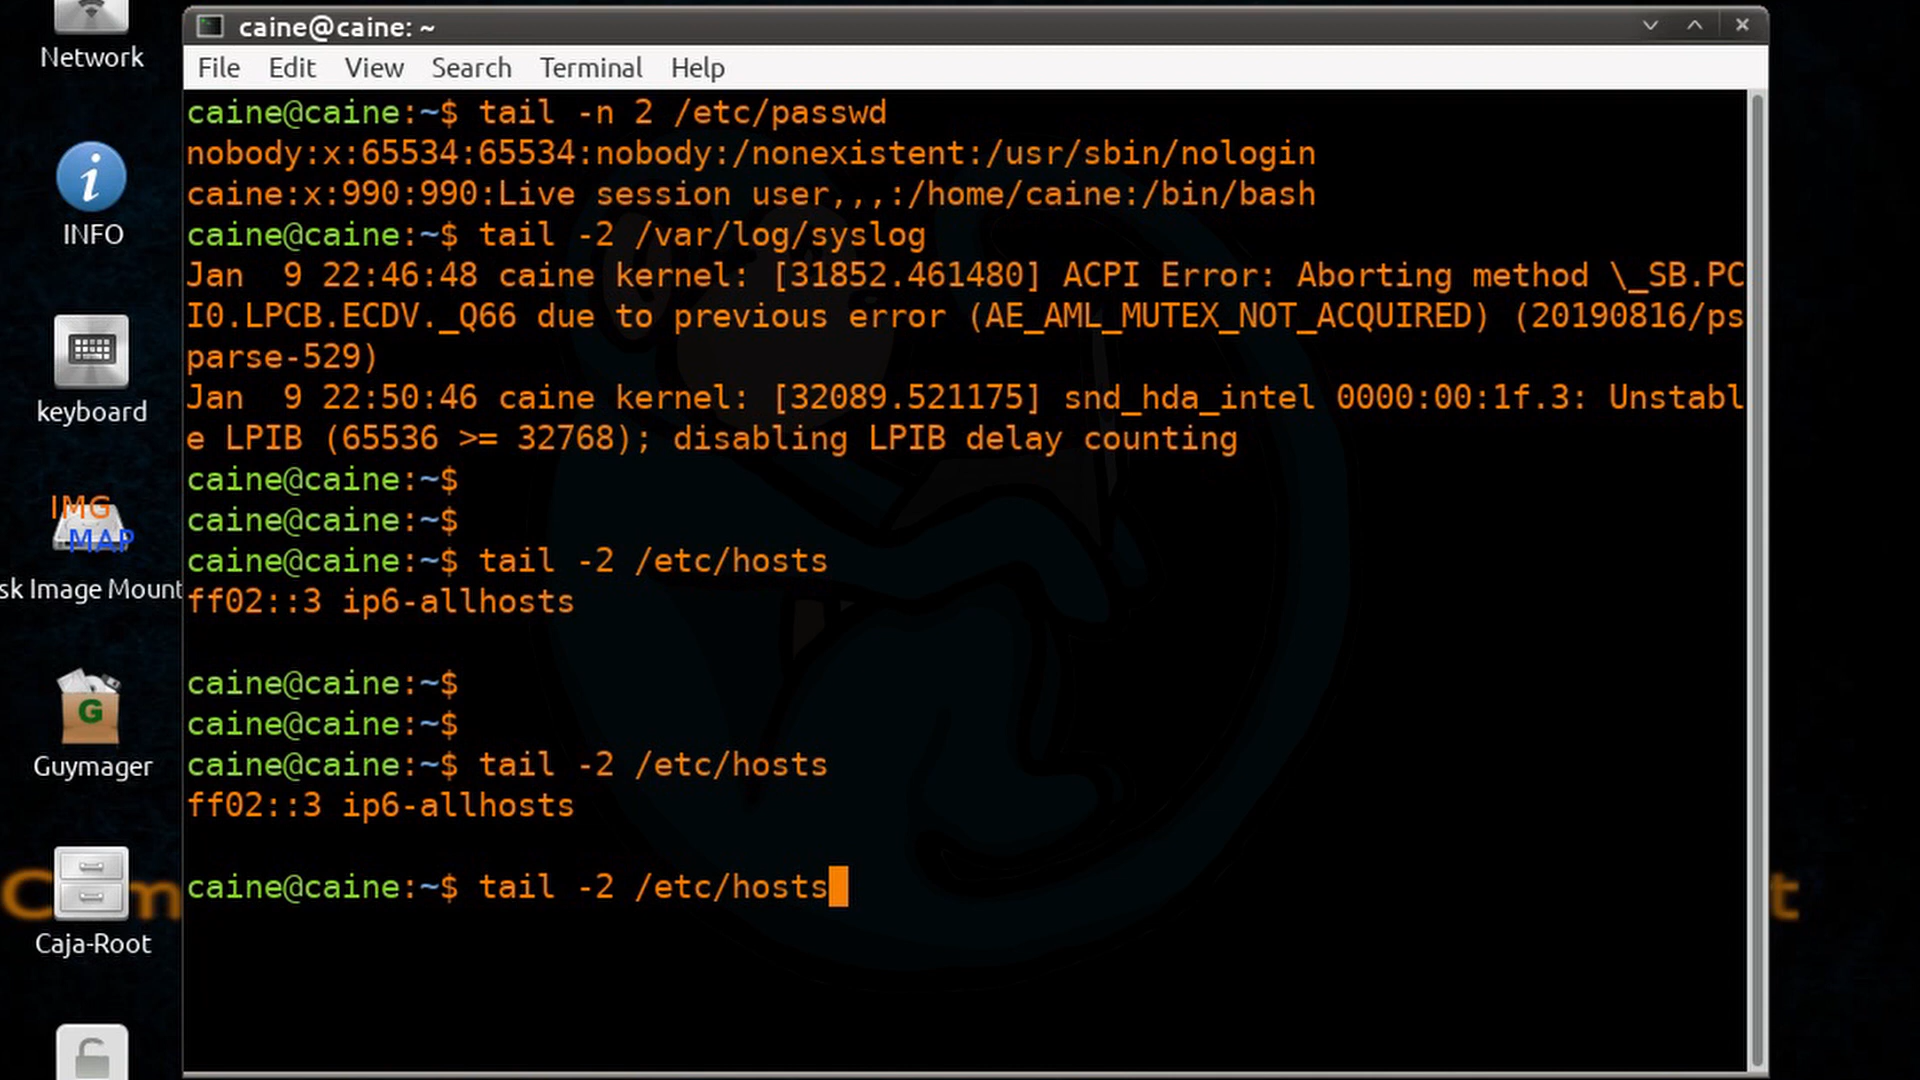 caine@caine: ~
File Edit View Search Terminal Help
caine@caine:~$ tail -n 2 /etc/passwd
nobody:x:65534:65534:nobody:/nonexistent:/usr/sbin/nologin
caine:x:990:990:Live session user,,,:/home/caine:/bin/bash
caine@caine:~$ tail -2 /var/log/syslog
Jan  9 22:46:48 caine kernel: [31852.461480] ACPI Error: Aborting method \_SB.PC
I0.LPCB.ECDV._Q66 due to previous error (AE_AML_MUTEX_NOT_ACQUIRED) (20190816/ps
parse-529)
Jan  9 22:50:46 caine kernel: [32089.521175] snd_hda_intel 0000:00:1f.3: Unstabl
e LPIB (65536 >= 32768); disabling LPIB delay counting
caine@caine:~$
caine@caine:~$
caine@caine:~$ tail -2 /etc/hosts
ff02::3 ip6-allhosts
caine@caine:~$
caine@caine:~$
caine@caine:~$ tail -2 /etc/hosts
ff02::3 ip6-allhosts
caine@caine:~$ tail -2 /etc/hosts
Network
INFO
keyboard
IMG
MAP
sk Image Mount
G
Guymager
Caja-Root